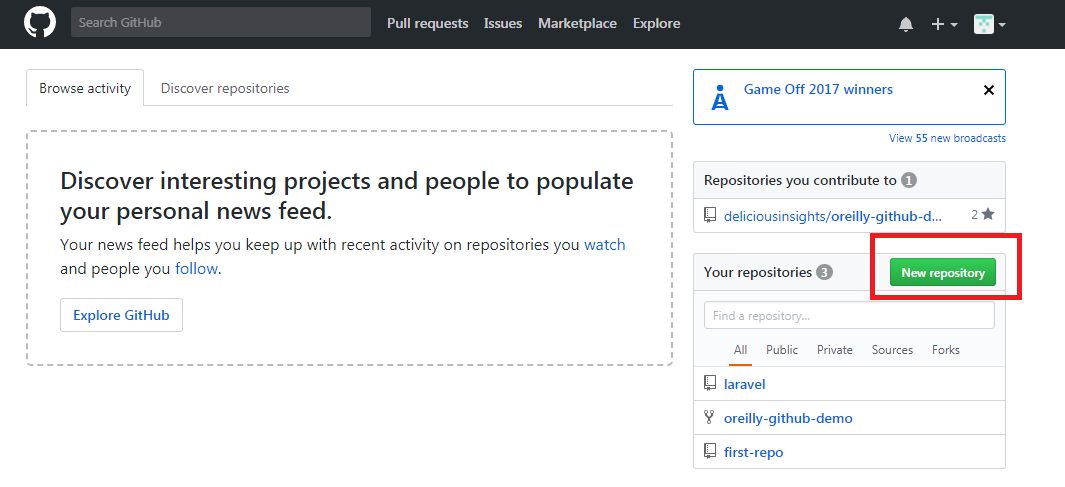 Search GitHub
Pull requests
Issues
Marketplace
Explore
Browse activity
Discover repositories
Discover interesting projects and people to populate
your personal news feed.
Your news feed helps you keep up with recent activity on repositories you watch
and people you follow.
Explore GitHub
Game Off 2017 winners
View 55 new broadcasts
Repositories you contribute to 1
deliciousinsights/oreilly-github-d... 2
Your repositories 3
New repository
Find a repository...
All
Public
Private
Sources
Forks
laravel
oreilly-github-demo
first-repo